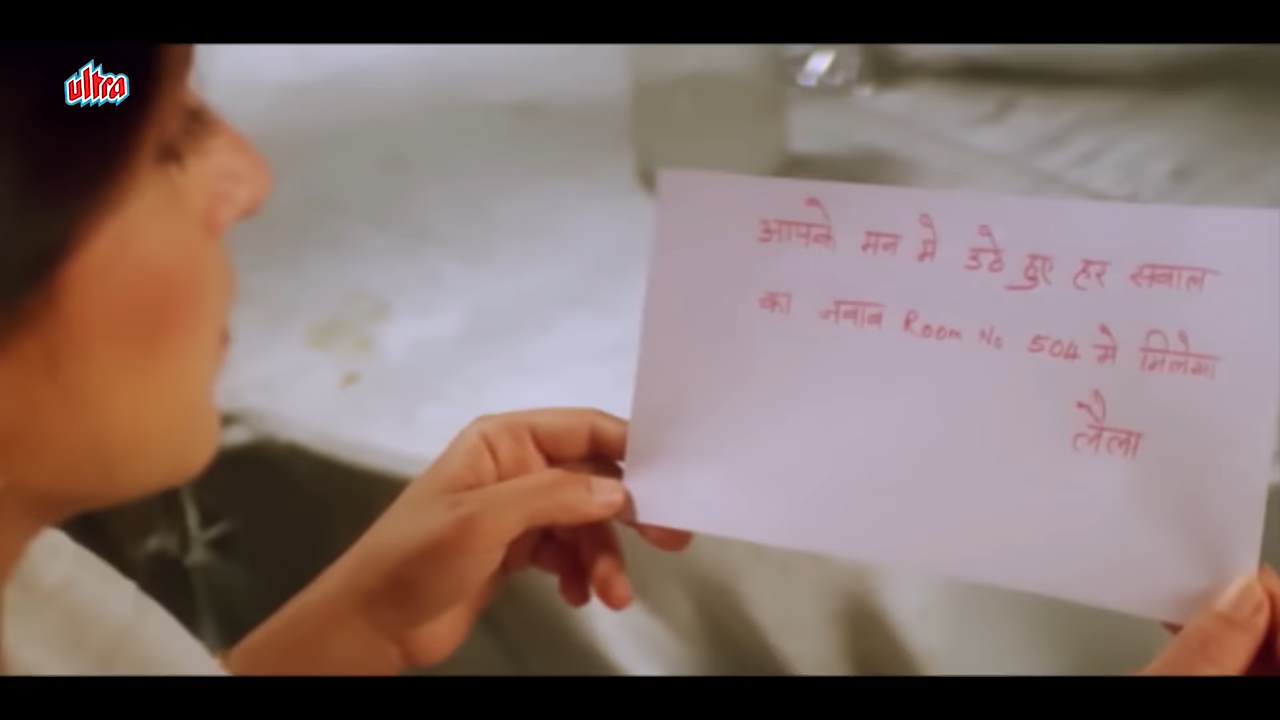 ultra
आपके मन मे उठे हुए हर सवाल
का जवाब Room No 504 मे मिलेगा
लैला